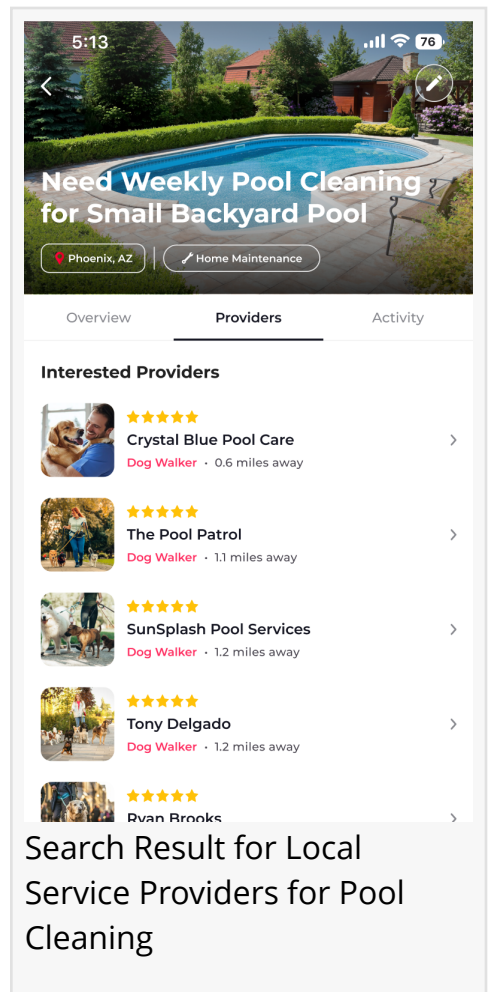 5:13
76
Need Weekly Pool Cleaning
for Small Backyard Pool
Phoenix, AZ
Home Maintenance
Overview
Providers
Activity
Interested Providers
Crystal Blue Pool Care
Dog Walker • 0.6 miles away
The Pool Patrol
Dog Walker • 1.1 miles away
SunSplash Pool Services
Dog Walker • 1.2 miles away
Tony Delgado
Dog Walker • 1.2 miles away
Ryan Brooks
Search Result for Local
Service Providers for Pool
Cleaning